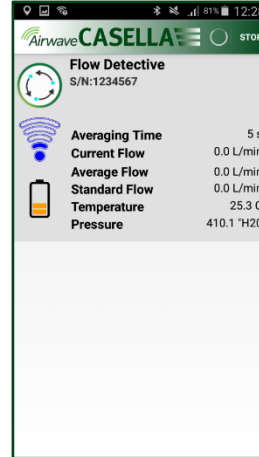 81% 12:28
Airwave CASELLA STOP
Flow Detective
S/N:1234567
Averaging Time 5 s
Current Flow 0.0 L/min
Average Flow 0.0 L/min
Standard Flow 0.0 L/min
Temperature 25.3 C
Pressure 410.1 "H20